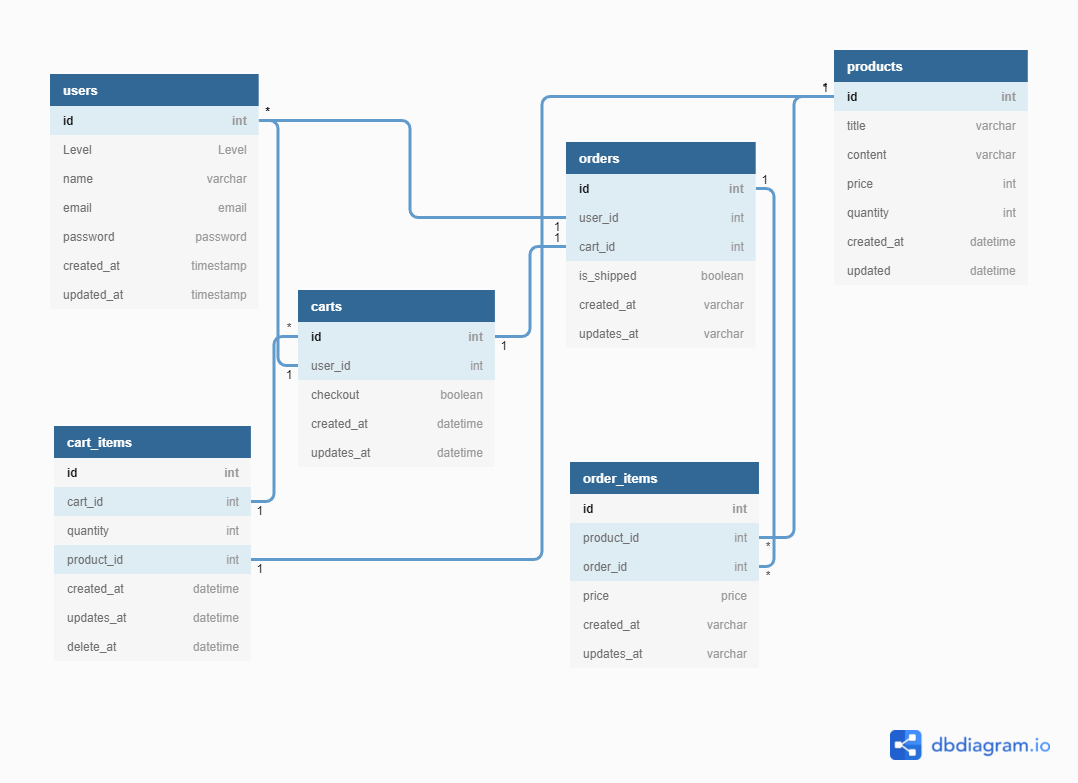 users
id int
Level Level
name varchar
email email
password password
created_at timestamp
updated_at timestamp
*
products
1
id int
title varchar
content varchar
price int
quantity int
created_at datetime
updated datetime
orders
id int
1
user_id int
1
1
cart_id int
is_shipped boolean
created_at varchar
updates_at varchar
carts
*
id int
1
user_id int
1
checkout boolean
created_at datetime
updates_at datetime
cart_items
id int
cart_id int
1
quantity int
product_id int
1
created_at datetime
updates_at datetime
delete_at datetime
order_items
id int
product_id int
*
order_id int
*
price price
created_at varchar
updates_at varchar
dbdiagram.io